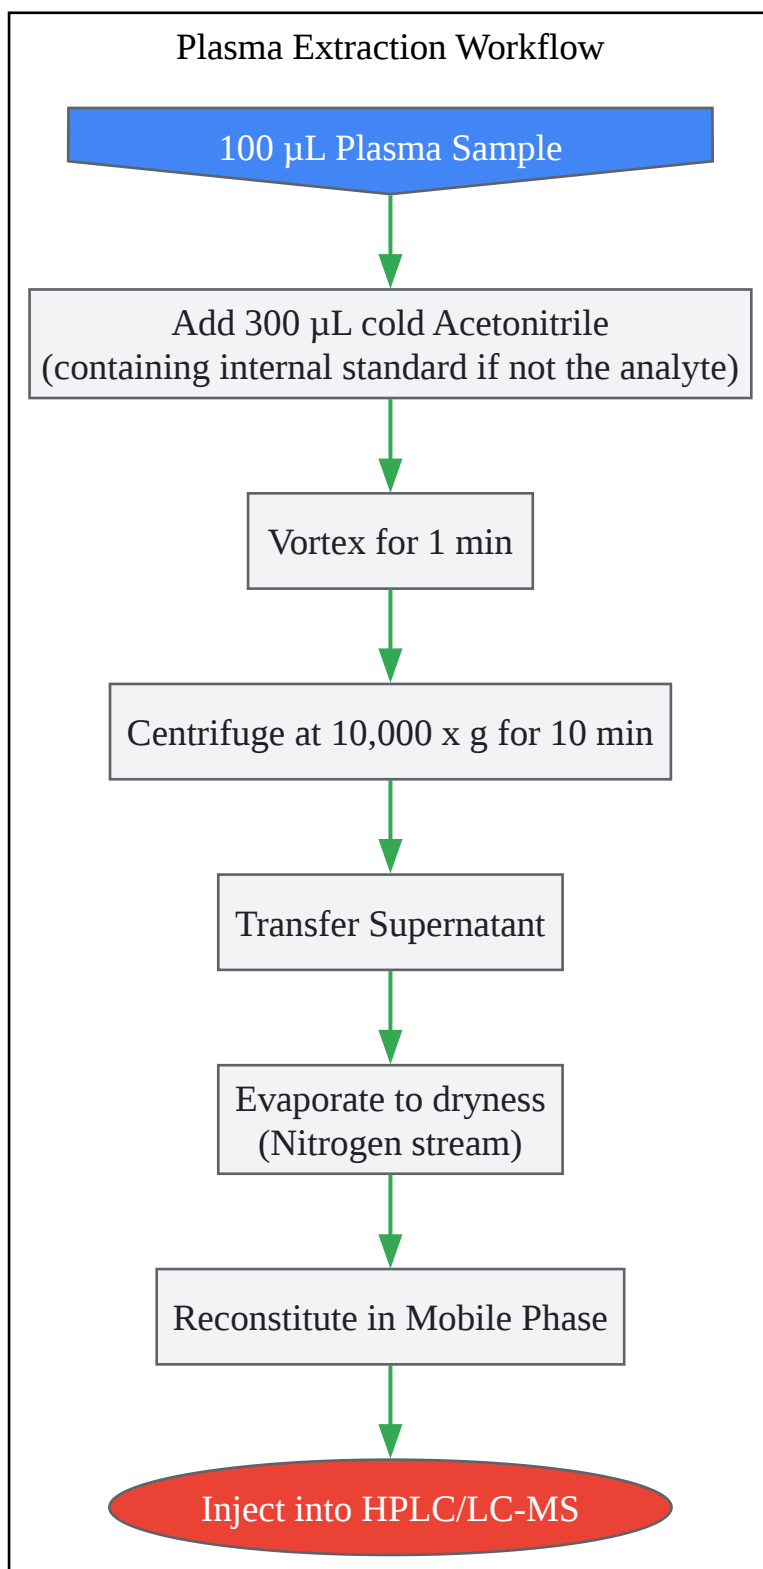 Plasma Extraction Workflow
100 µL Plasma Sample
Add 300 µL cold Acetonitrile
(containing internal standard if not the analyte)
Vortex for 1 min
Centrifuge at 10,000 x g for 10 min
Transfer Supernatant
Evaporate to dryness
(Nitrogen stream)
Reconstitute in Mobile Phase
Inject into HPLC/LC-MS